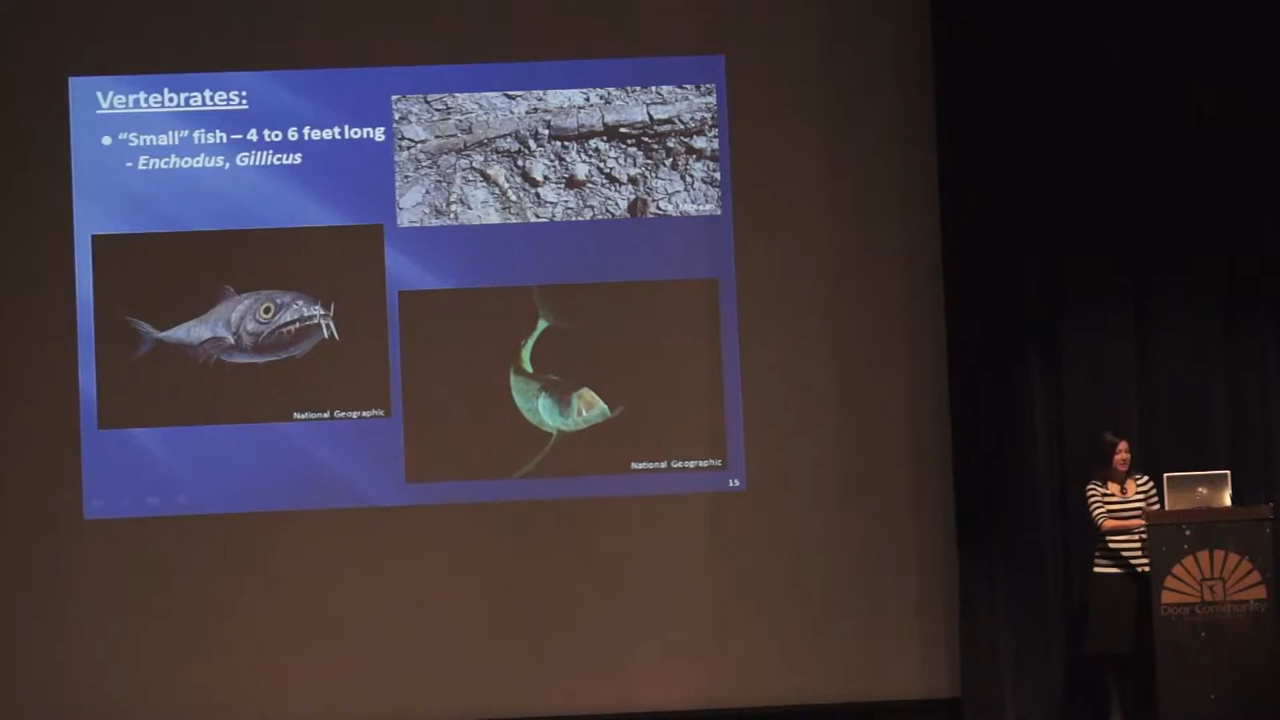 Vertebrates:
● “Small” fish – 4 to 6 feet long
- Enchodus, Gillicus
National Geographic
National Geographic
15
Door Community